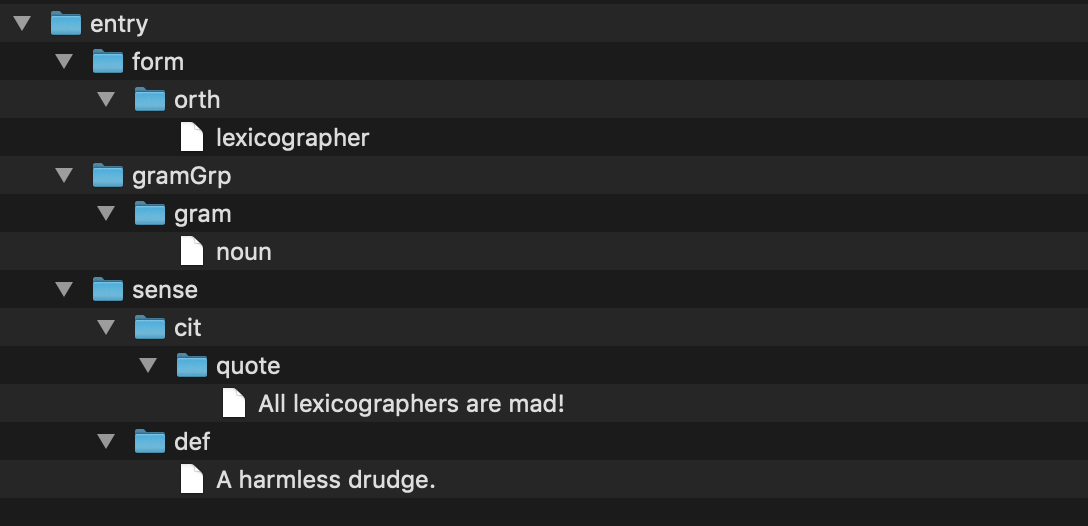 entry
form
orth
lexicographer
gramGrp
gram
noun
sense
cit
quote
All lexicographers are mad!
def
A harmless drudge.